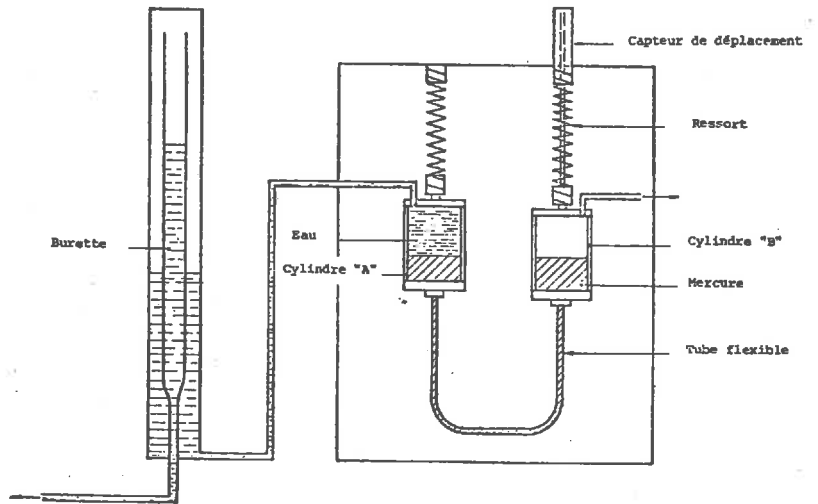 Capteur de déplacement
Ressort
Burette
Eau
Cylindre "A"
Cylindre "B"
Mercure
Tube flexible